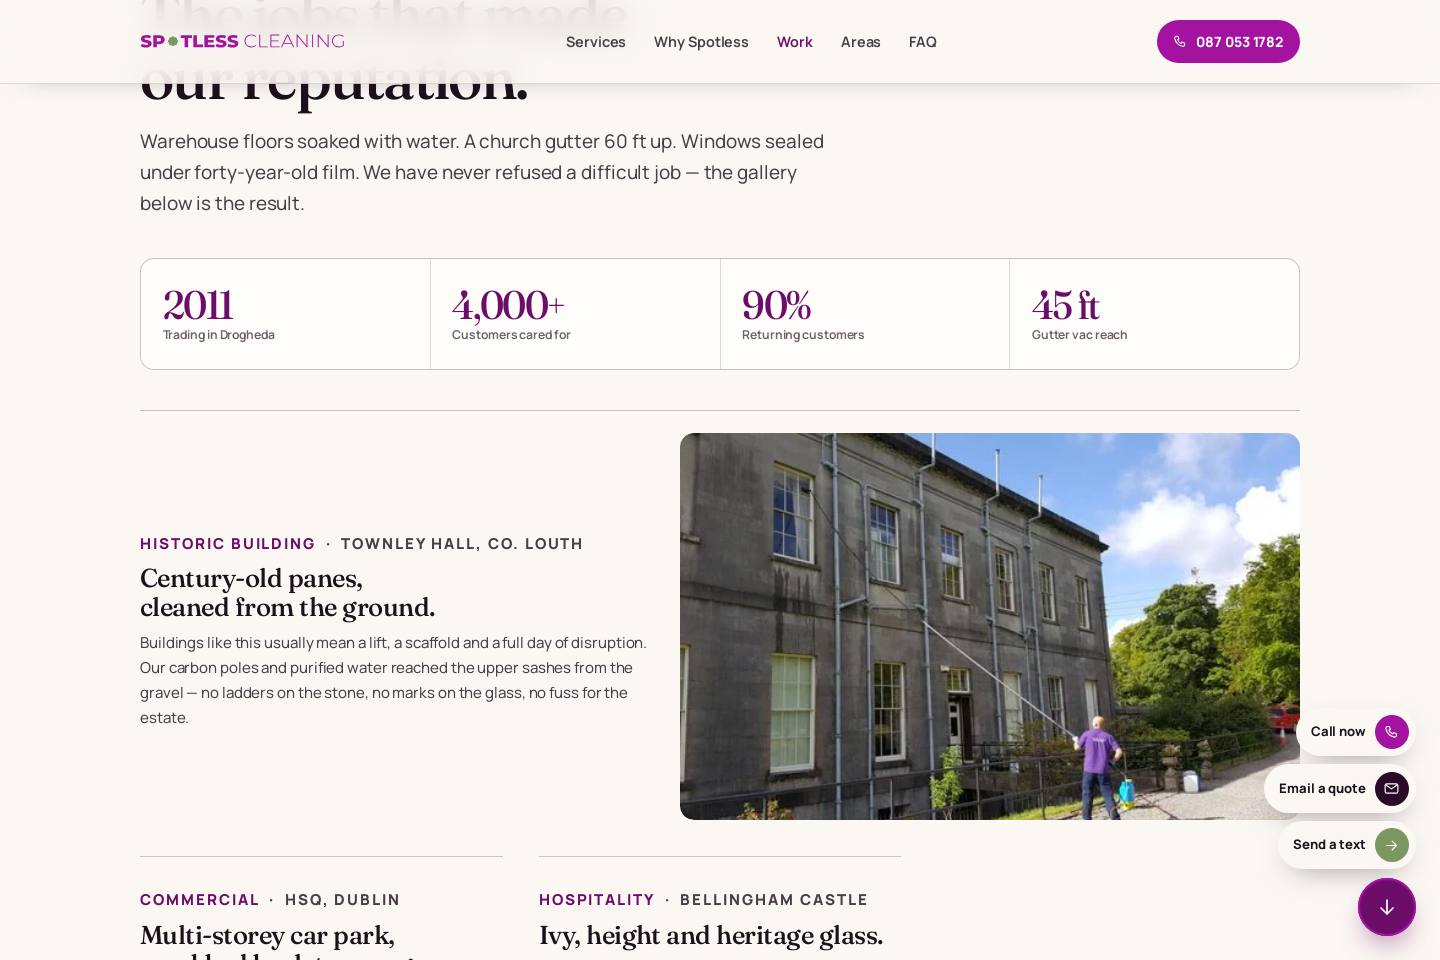 The jobs that made
SPOTLESS CLEANING
Services
Why Spotless
Work
Areas
FAQ
087 053 1782
our reputation.
Warehouse floors soaked with water. A church gutter 60 ft up. Windows sealed
under forty-year-old film. We have never refused a difficult job — the gallery
below is the result.
2011
Trading in Drogheda
4,000+
Customers cared for
90%
Returning customers
45 ft
Gutter vac reach
HISTORIC BUILDING · TOWNLEY HALL, CO. LOUTH
Century-old panes,
cleaned from the ground.
Buildings like this usually mean a lift, a scaffold and a full day of disruption.
Our carbon poles and purified water reached the upper sashes from the
gravel — no ladders on the stone, no marks on the glass, no fuss for the
estate.
Call now
Email a quote
Send a text
COMMERCIAL · HSQ, DUBLIN
Multi-storey car park,
HOSPITALITY · BELLINGHAM CASTLE
Ivy, height and heritage glass.